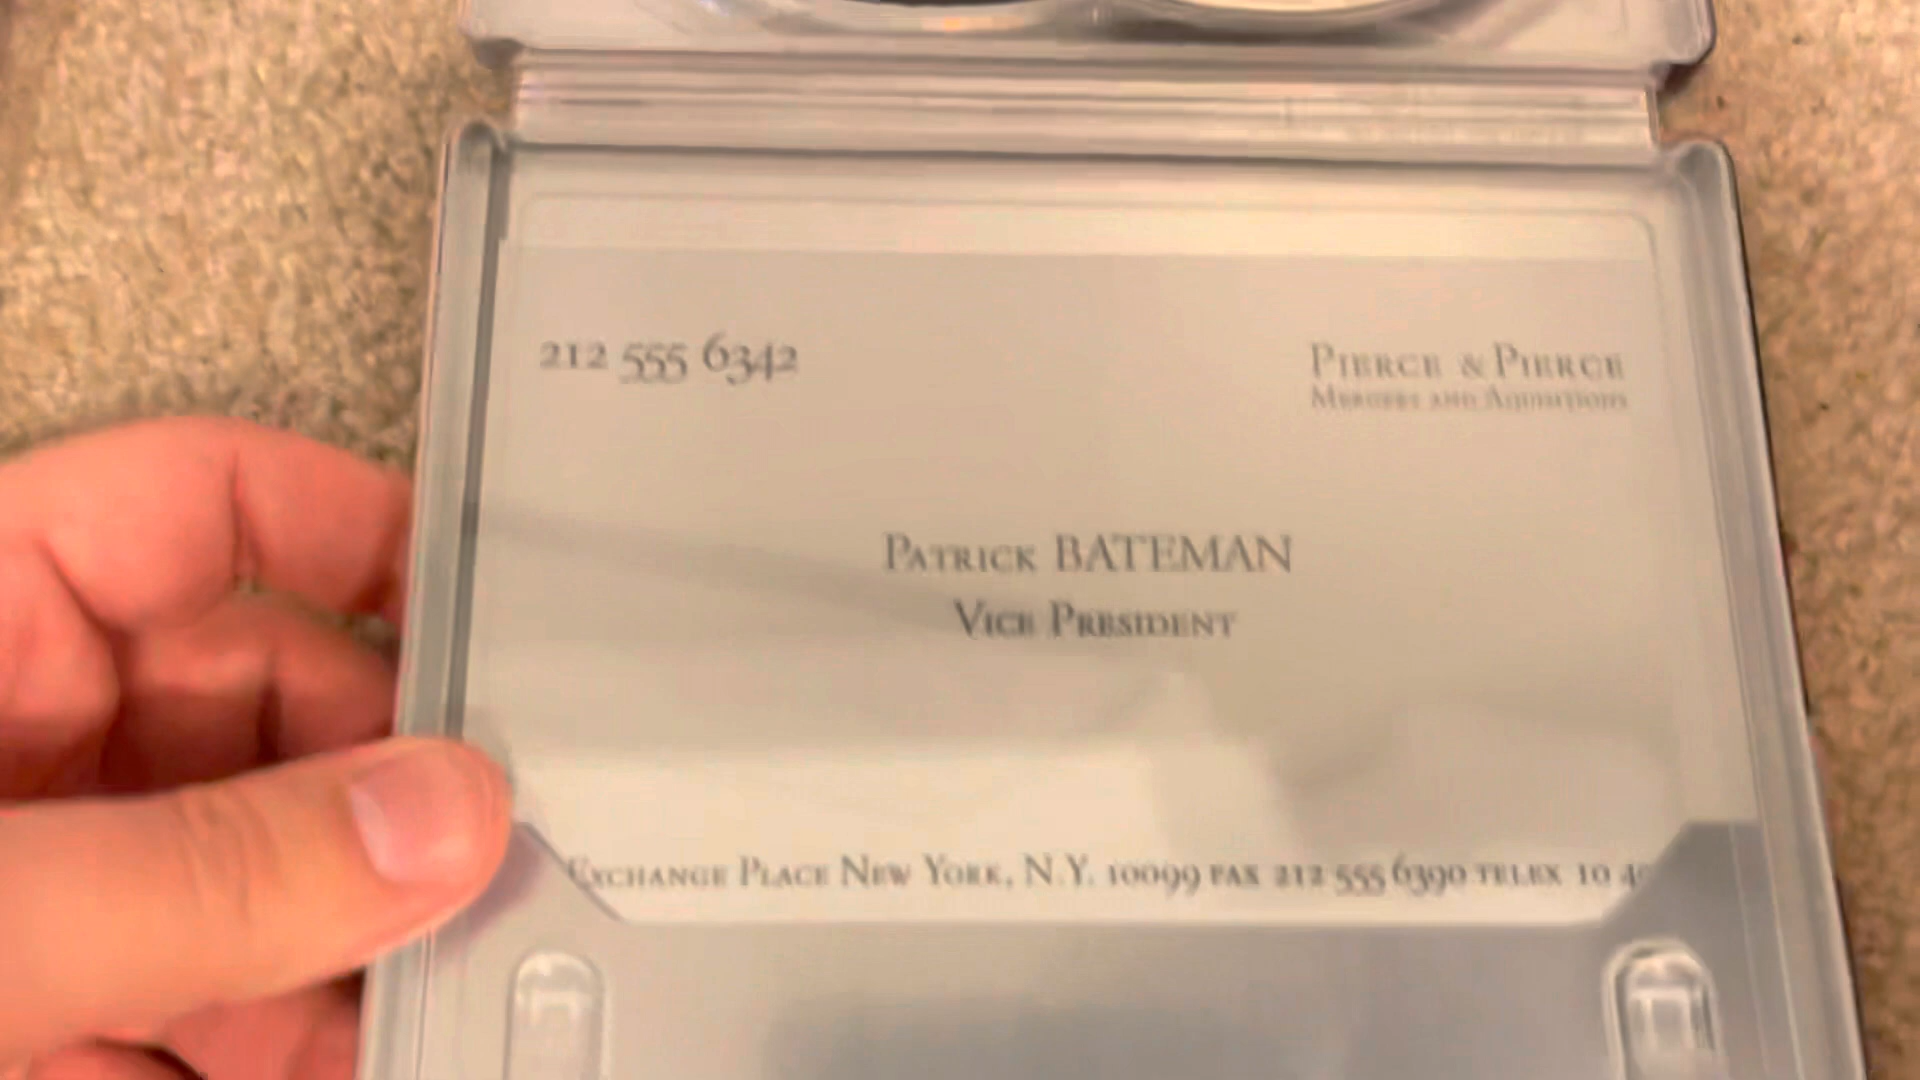 212 555 6342
PIERCE & PIERCE
MERGERS AND AQUISITIONS
PATRICK BATEMAN
VICE PRESIDENT
EXCHANGE PLACE NEW YORK, N.Y. 10099 FAX 212 555 6390 TELEX 10 4